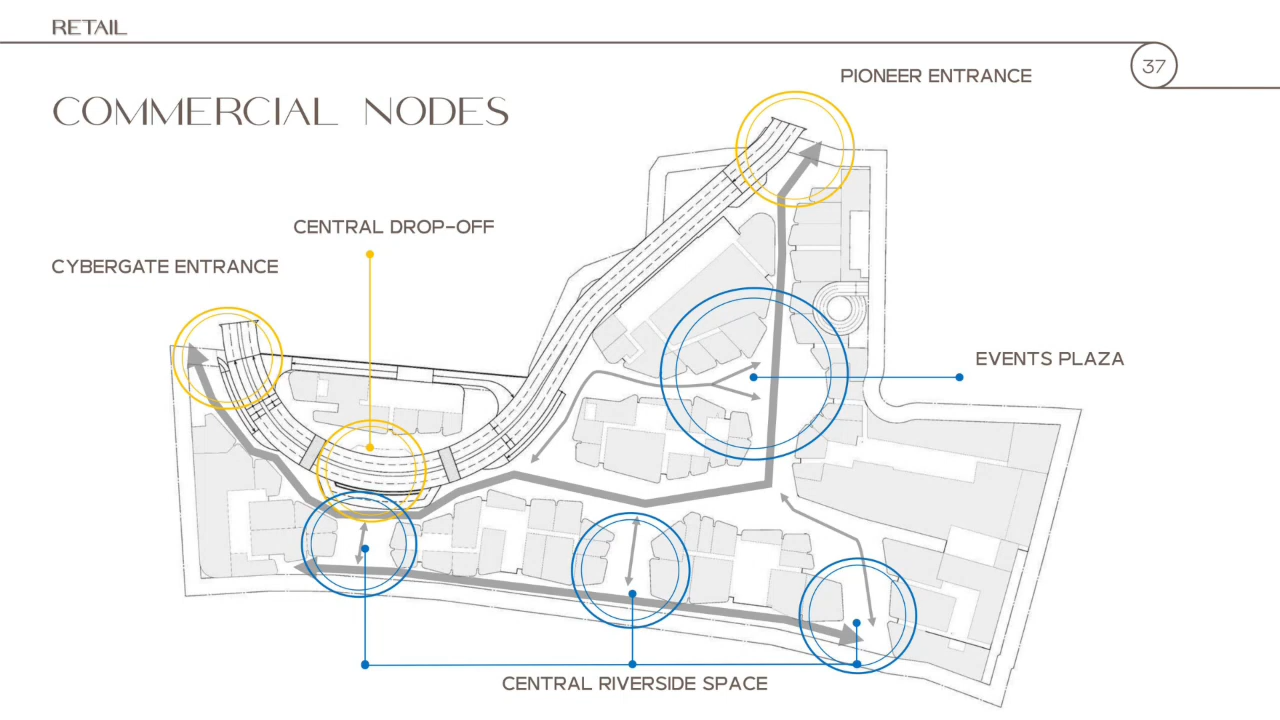 RETAIL
37
PIONEER ENTRANCE
COMMERCIAL NODES
CENTRAL DROP-OFF
CYBERGATE ENTRANCE
EVENTS PLAZA
CENTRAL RIVERSIDE SPACE